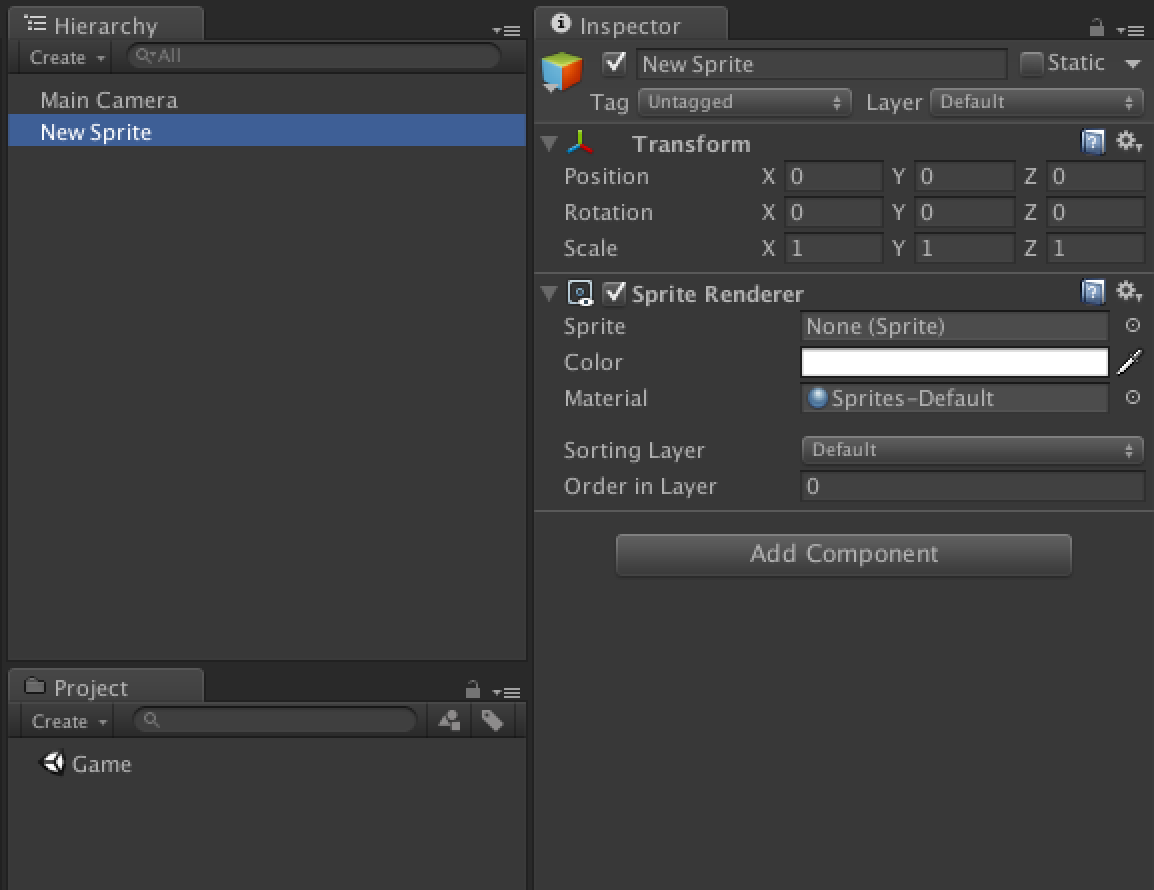 Hierarchy
Create All
Main Camera
New Sprite
Project
Create
Game
Inspector
New Sprite Static
Tag Untagged Layer Default
Transform
Position X 0 Y 0 Z 0
Rotation X 0 Y 0 Z 0
Scale X 1 Y 1 Z 1
Sprite Renderer
Sprite None (Sprite)
Color
Material Sprites-Default
Sorting Layer Default
Order in Layer 0
Add Component